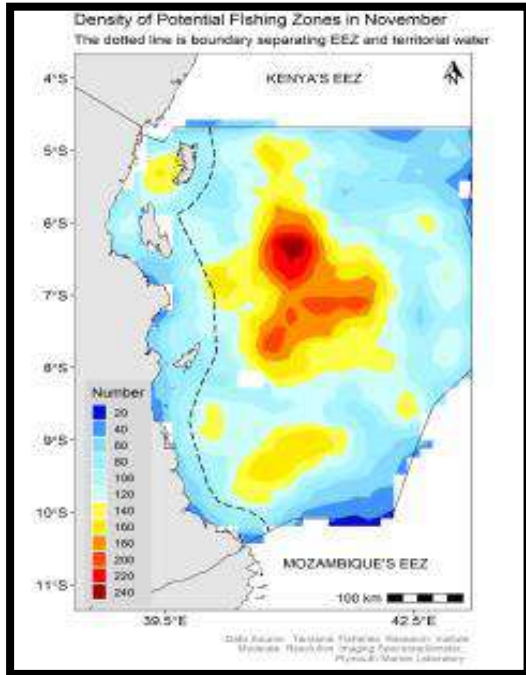 Density of Potential Fishing Zones in November
The dotted line is boundary separating EEZ and territorial water
KENYA'S EEZ
N
4°S
5°S
6°S
7°S
8°S
9°S
10°S
11°S
Number
20
40
60
80
100
120
140
160
180
200
220
240
MOZAMBIQUE'S EEZ
100 km
39.5°E
42.5°E
Data Source: Tanzania Fisheries Research Institute
Moderate Resolution Imaging Spectroradiometer,
Plymouth Marine Laboratory